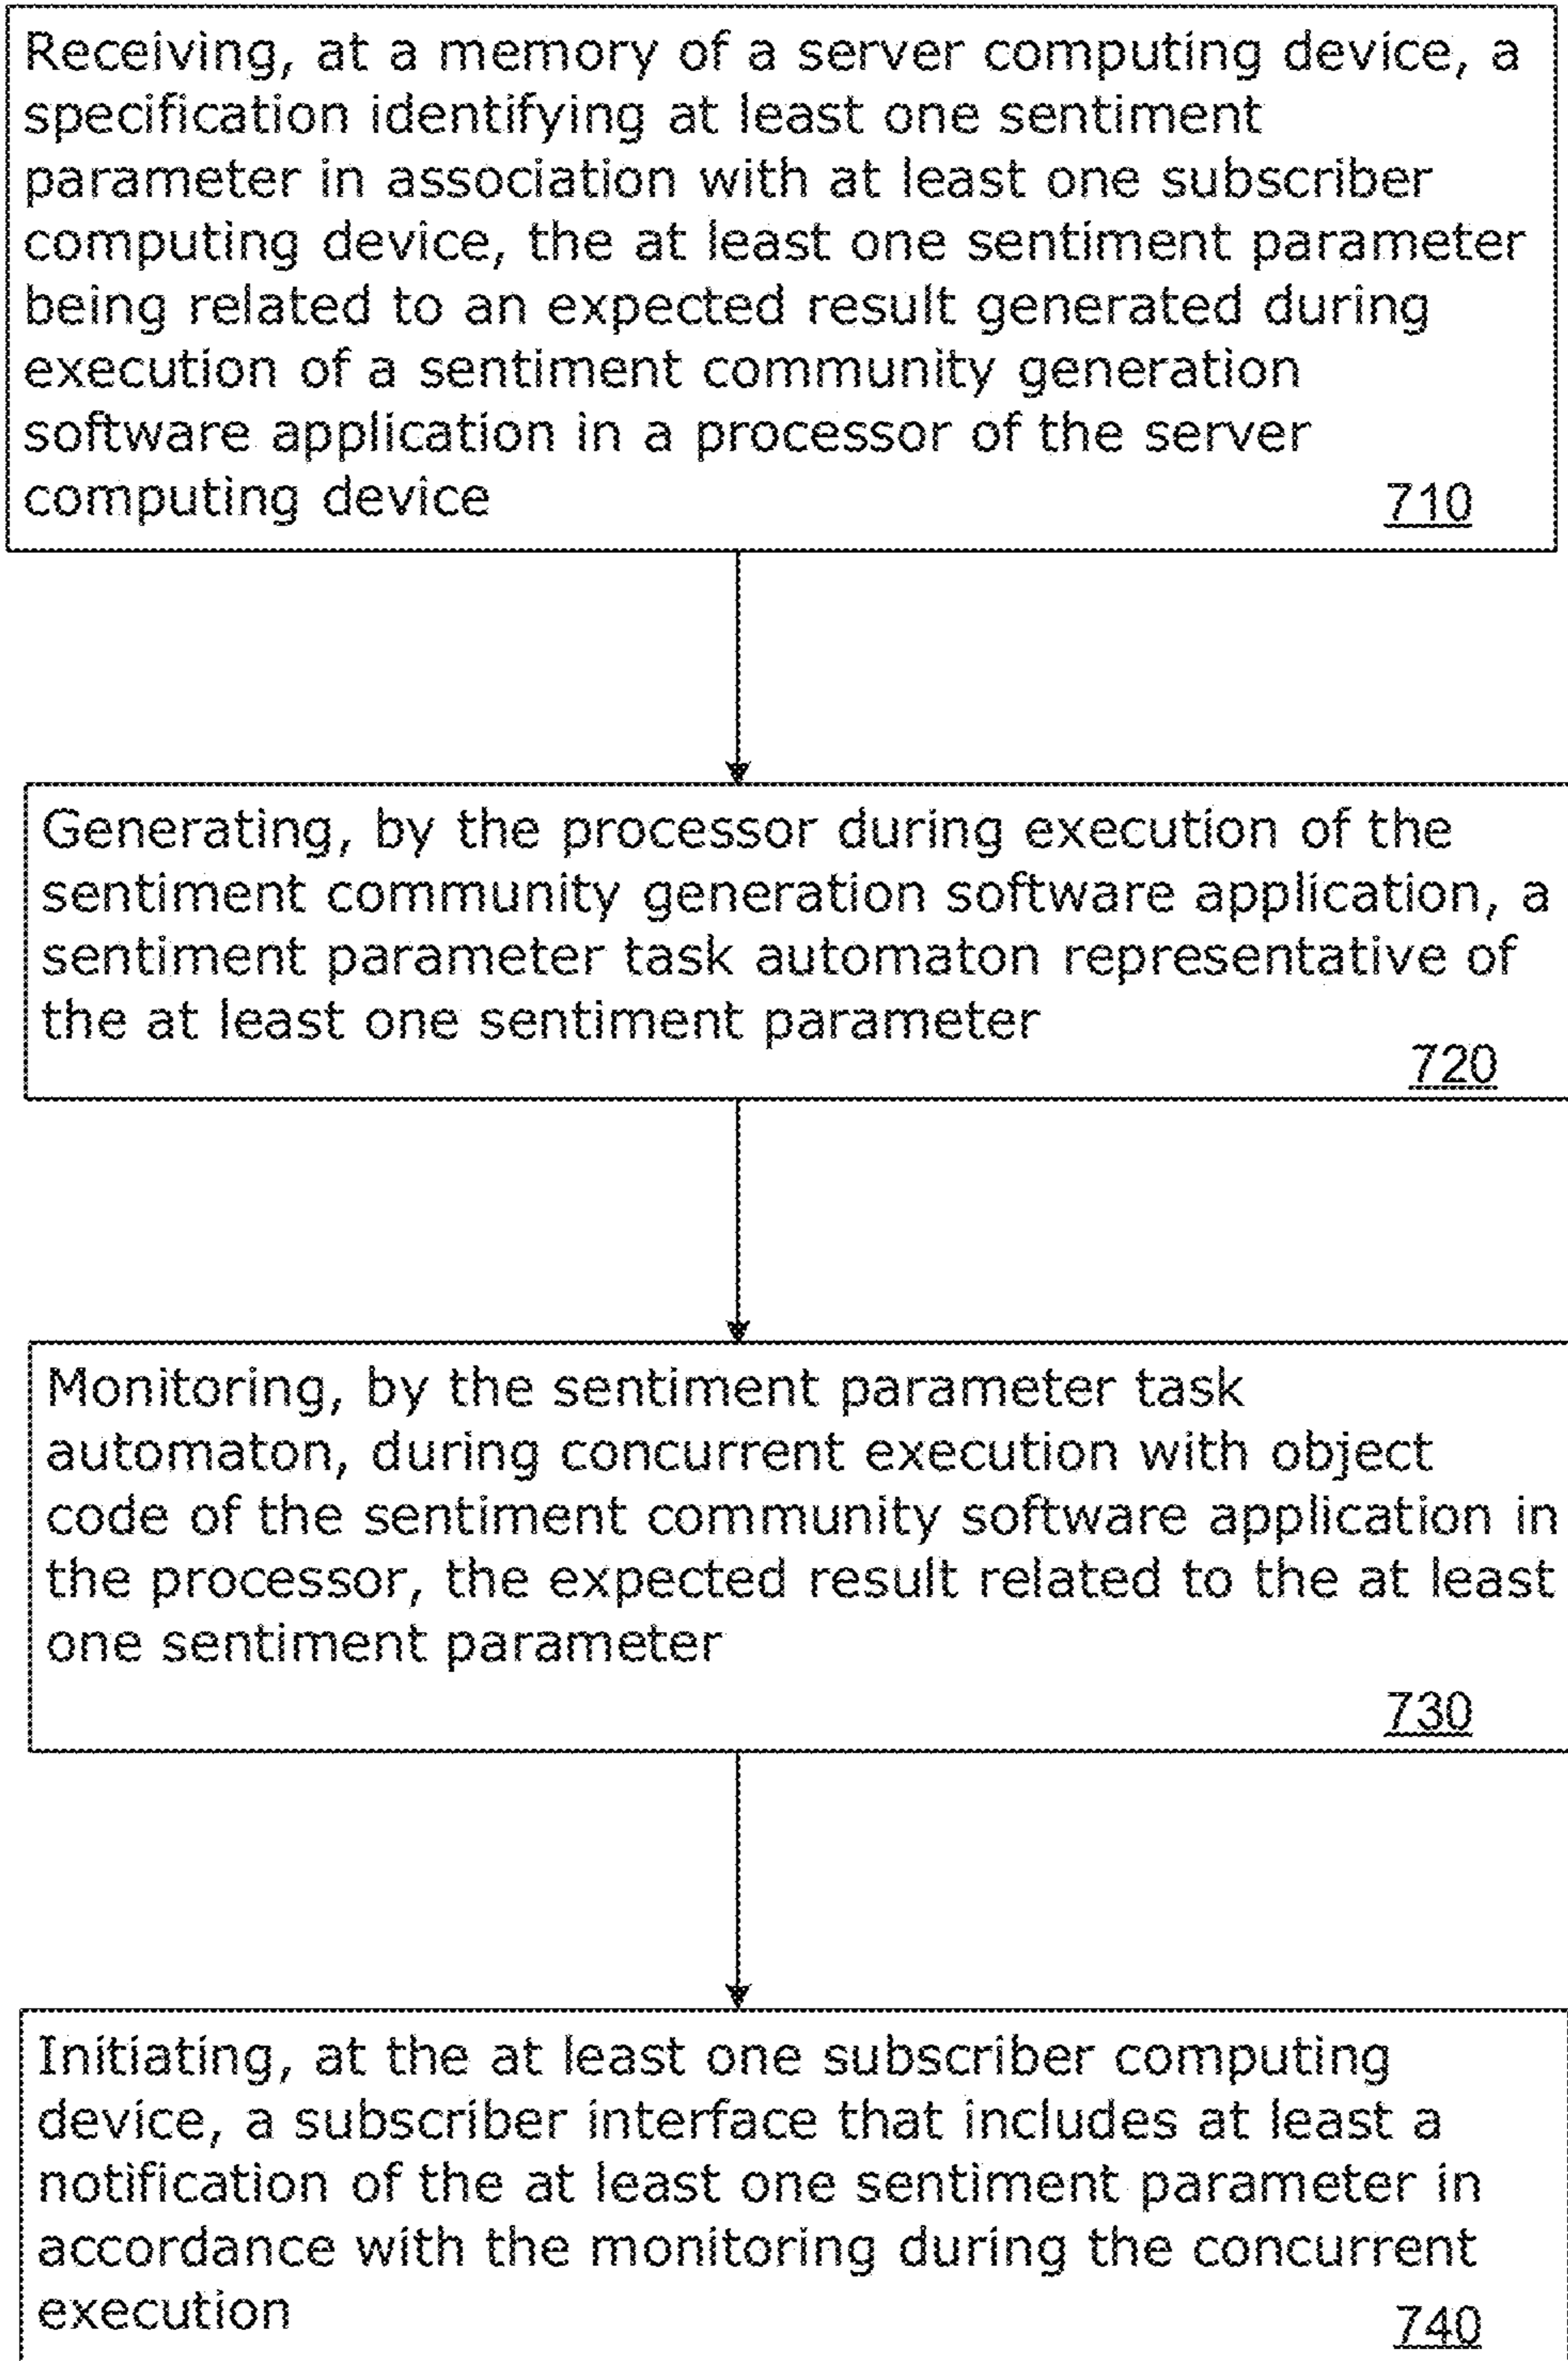 Receiving, at a memory of a server computing device, a
specification identifying at least one sentiment
parameter in association with at least one subscriber
computing device, the at least one sentiment parameter
being related to an expected result generated during
execution of a sentiment community generation
software application in a processor of the server
computing device
710
Generating, by the processor during execution of the
sentiment community generation software application, a
sentiment parameter task automaton representative of
the at least one sentiment parameter
720
Monitoring, by the sentiment parameter task
automaton, during concurrent execution with object
code of the sentiment community software application in
the processor, the expected result related to the at least
one sentiment parameter
730
Initiating, at the at least one subscriber computing
device, a subscriber interface that includes at least a
notification of the at least one sentiment parameter in
accordance with the monitoring during the concurrent
execution
740